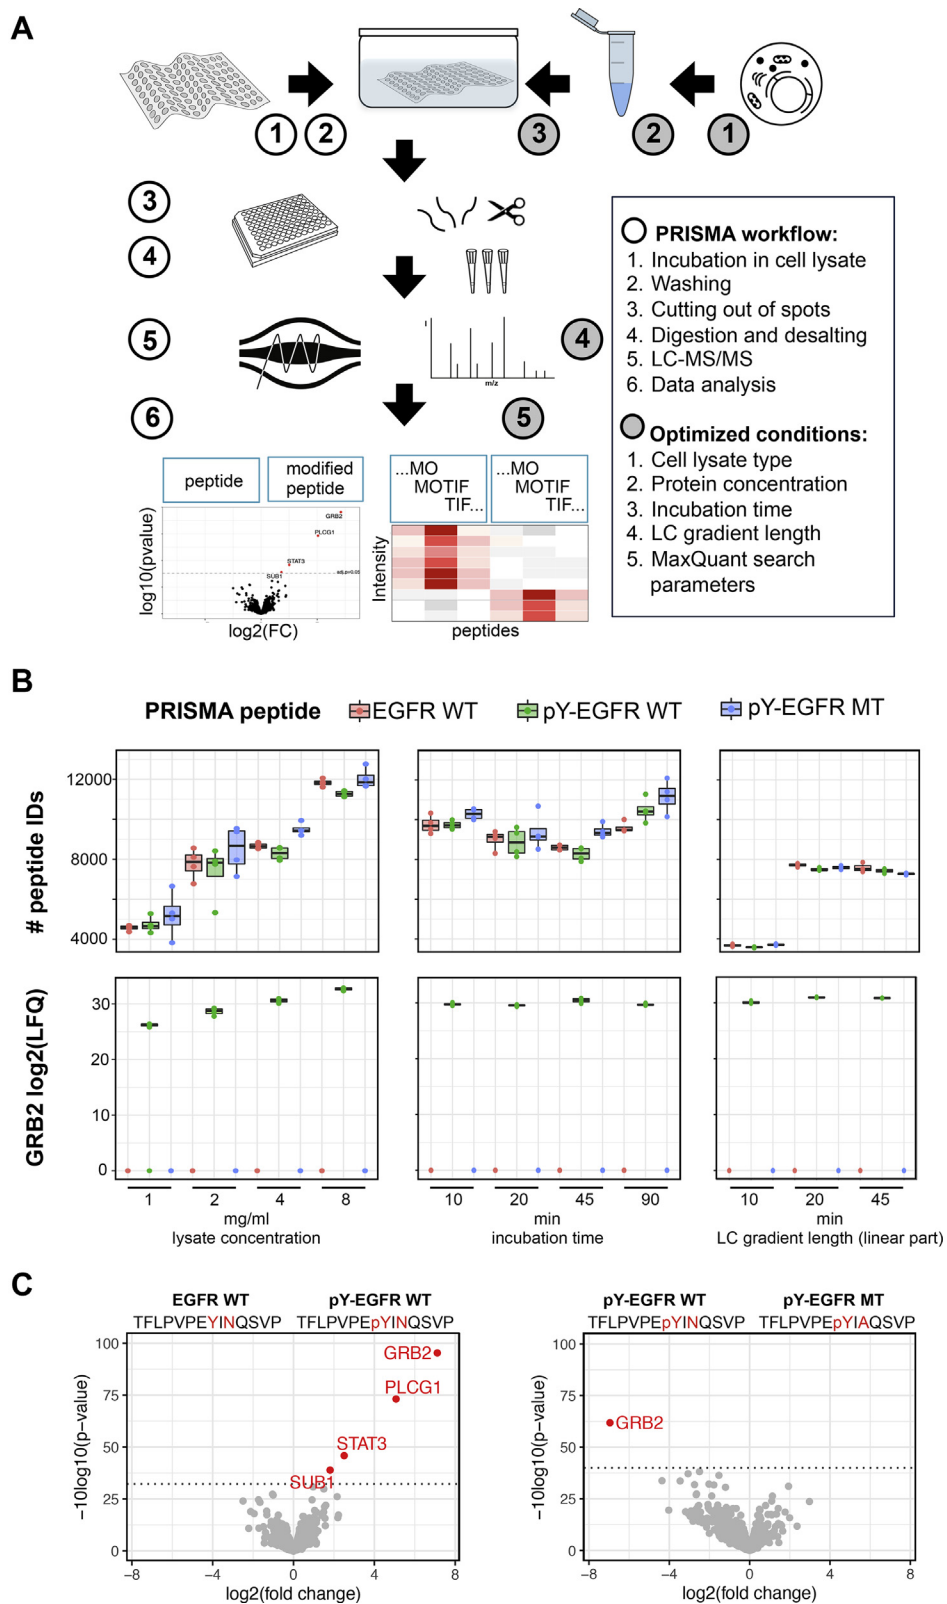 A
1
2
3
2
1
3
4
5
4
6
5
I
m/z
PRISMA workflow:
1. Incubation in cell lysate
2. Washing
3. Cutting out of spots
4. Digestion and desalting
5. LC-MS/MS
6. Data analysis
Optimized conditions:
1. Cell lysate type
2. Protein concentration
3. Incubation time
4. LC gradient length
5. MaxQuant search
parameters
peptide
modified
peptide
...MO
MOTIF
TIF...
...MO
MOTIF
TIF...
log10(pvalue)
GRB2
PLCG1
STAT3
SUB1
adj.p<0.05
log2(FC)
Intensity
peptides
B
PRISMA peptide EGFR WT pY-EGFR WT pY-EGFR MT
# peptide IDs
12000
8000
4000
GRB2 log2(LFQ)
30
20
10
0
1 2 4 8
mg/ml
lysate concentration
10 20 45 90
min
incubation time
10 20 45
min
LC gradient length (linear part)
C
EGFR WT pY-EGFR WT
TFLPVPEYINQSVP TFLPVPEpYINQSVP
−10log10(p−value)
100
75
50
25
0
GRB2
PLCG1
STAT3
SUB1
−8 −4 0 4 8
log2(fold change)
pY-EGFR WT pY-EGFR MT
TFLPVPEpYINQSVP TFLPVPEpYIAQSVP
−10log10(p−value)
100
75
50
25
0
GRB2
−8 −4 0 4 8
log2(fold change)